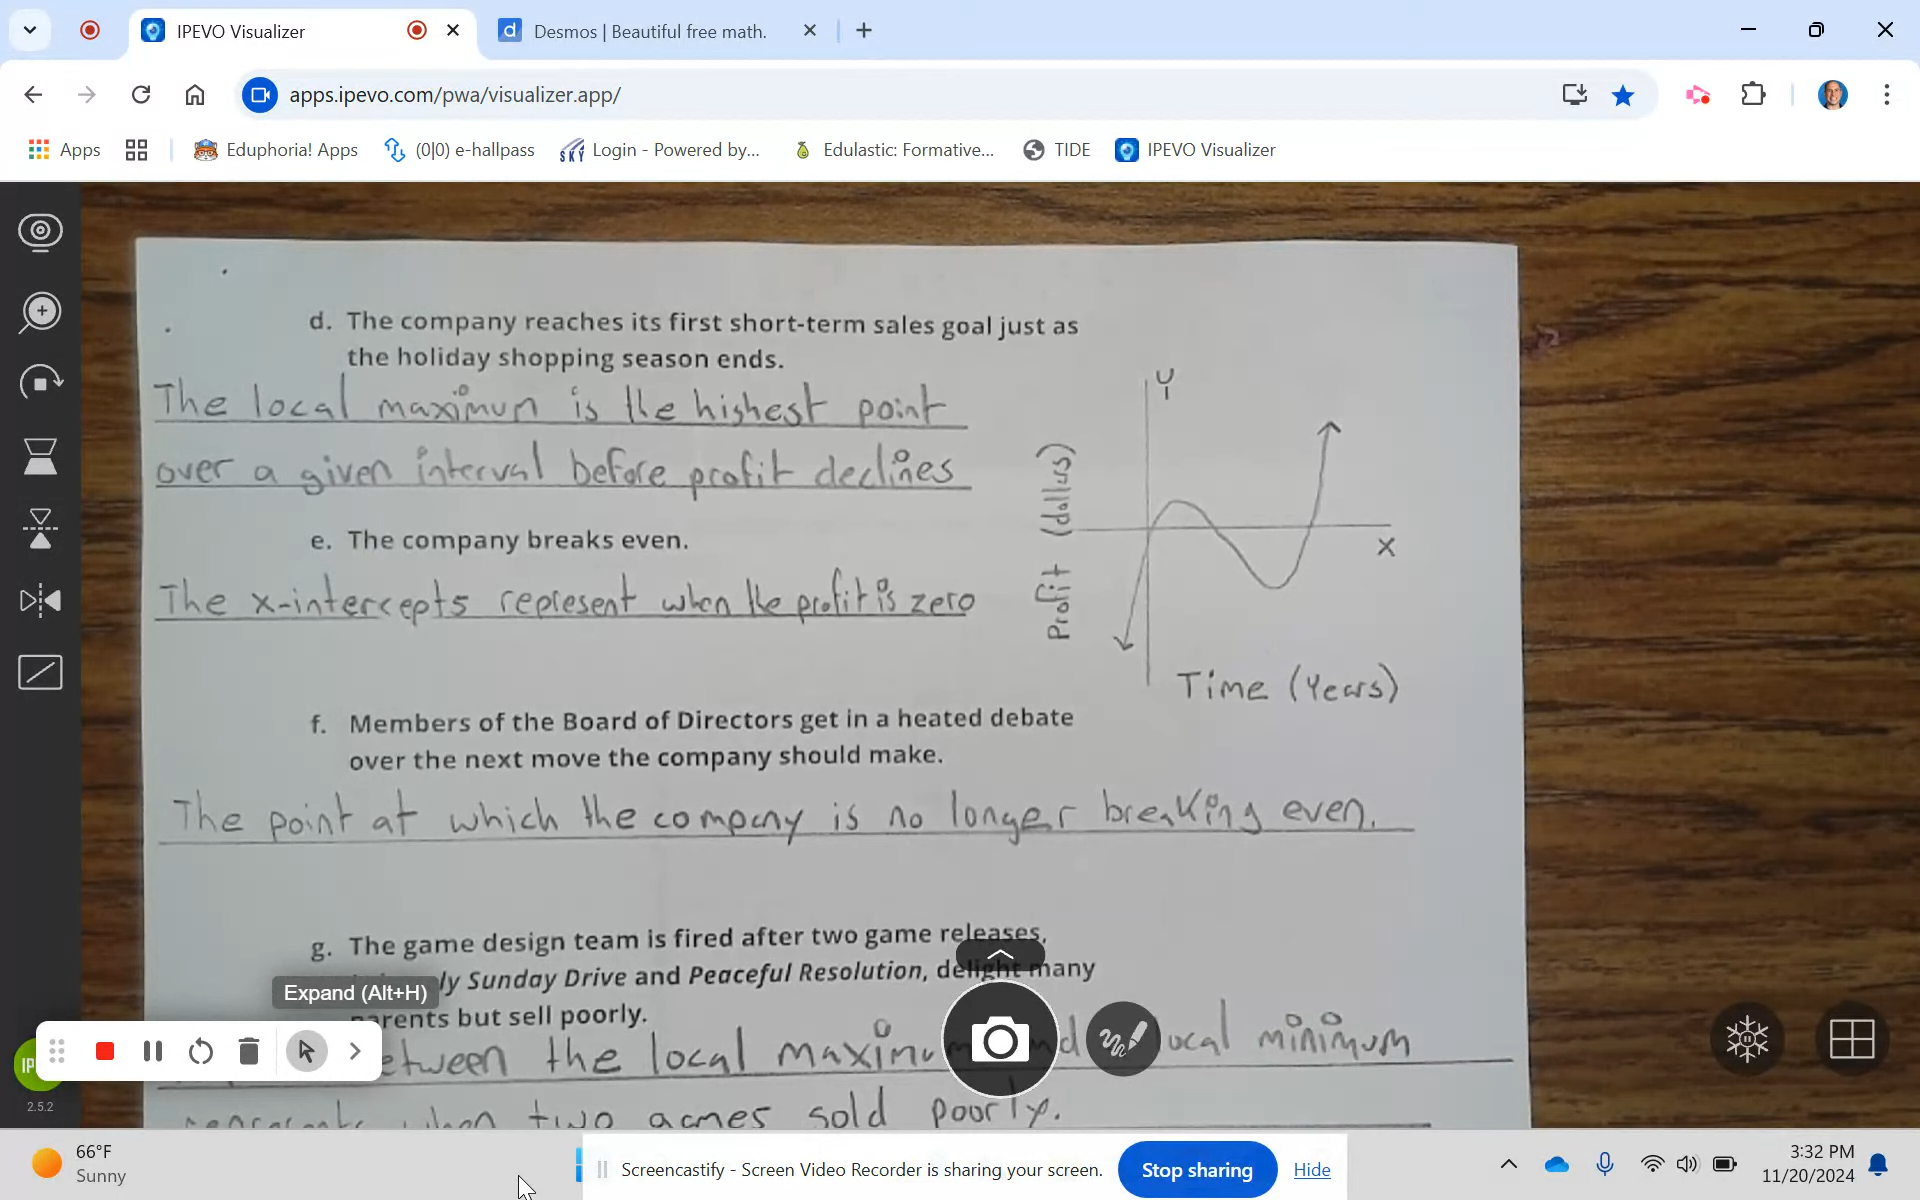 IPEVO Visualizer
Desmos | Beautiful free math.
apps.ipevo.com/pwa/visualizer.app/
Apps
Eduphoria! Apps
(0|0) e-hallpass
SKY
Login - Powered by...
Edulastic: Formative...
TIDE
IPEVO Visualizer
d. The company reaches its first short-term sales goal just as
the holiday shopping season ends.
The local maximum is the highest point
over a given interval before profit declines
e. The company breaks even.
The x-intercepts represent when the profit is zero
Y
X
Profit (dollars)
Time (Years)
f. Members of the Board of Directors get in a heated debate
over the next move the company should make.
The point at which the company is no longer breaking even.
g. The game design team is fired after two game releases,
Sunday Drive and Peaceful Resolution, delight many
parents but sell poorly.
the local minimum
two games sold poorly.
Expand (Alt+H)
2.5.2
66°F
Sunny
Screencastify - Screen Video Recorder is sharing your screen.
Stop sharing
Hide
3:32 PM
11/20/2024